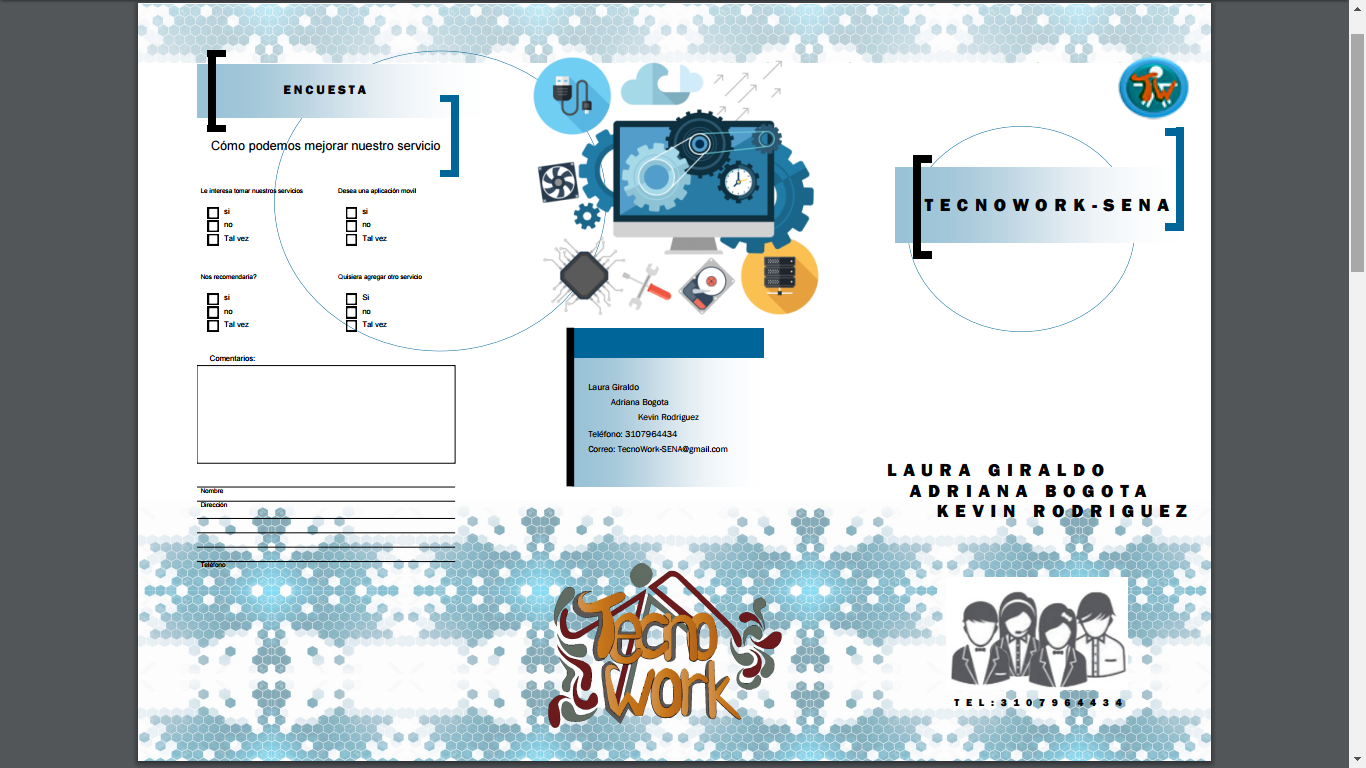 ENCUESTA
Cómo podemos mejorar nuestro servicio
Le interesa tomar nuestros servicios
si
no
Tal vez
Desea una aplicación movil
si
no
Tal vez
Nos recomendaria?
si
no
Tal vez
Quisiera agregar otro servicio
Si
no
Tal vez
Comentarios:
Nombre
Dirección
Teléfono
Laura Giraldo
Adriana Bogota
Kevin Rodriguez
Teléfono: 3107964434
Correo: TecnoWork-SENA@gmail.com
Tecno
Work
TW
TECNOWORK-SENA
LAURA GIRALDO
ADRIANA BOGOTA
KEVIN RODRIGUEZ
TEL:3107964434